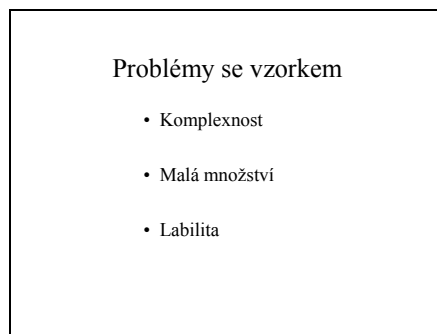 Problémy se vzorkem
• Komplexnost
• Malá množství
• Labilita